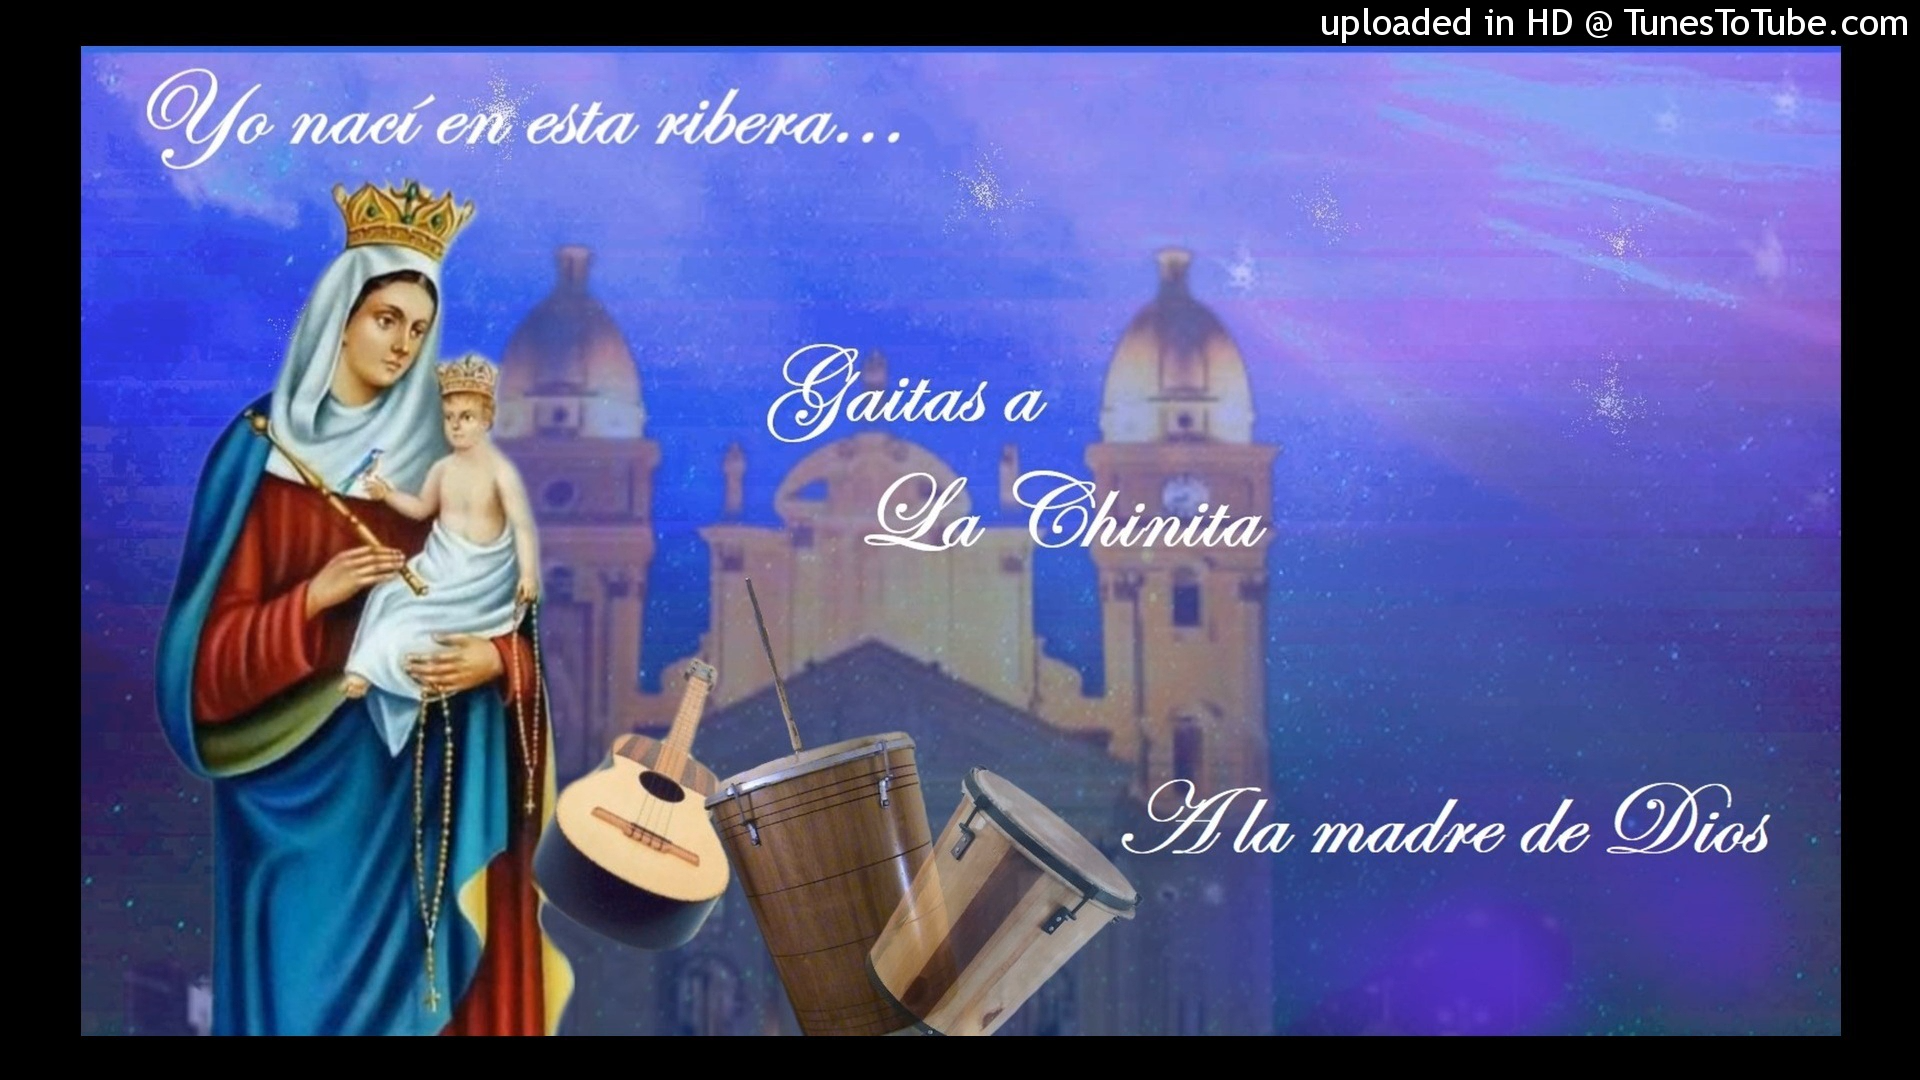 uploaded in HD @ TunesToTube.com
Yo nací en esta ribera...
Gaitas a
La Chinita
A la madre de Dios